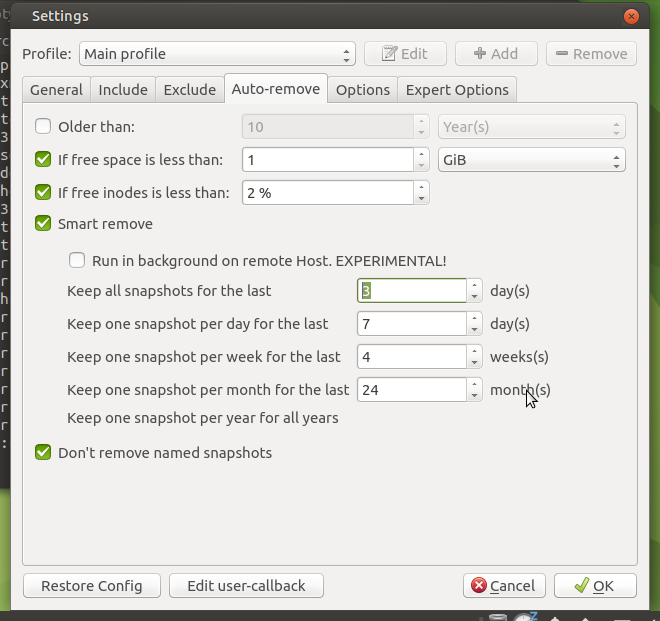 Settings
Profile: Main profile Edit Add Remove
General Include Exclude Auto-remove Options Expert Options
Older than: 10 Year(s)
If free space is less than: 1 GiB
If free inodes is less than: 2 %
Smart remove
Run in background on remote Host. EXPERIMENTAL!
Keep all snapshots for the last 3 day(s)
Keep one snapshot per day for the last 7 day(s)
Keep one snapshot per week for the last 4 weeks(s)
Keep one snapshot per month for the last 24 month(s)
Keep one snapshot per year for all years
Don't remove named snapshots
Restore Config Edit user-callback Cancel OK